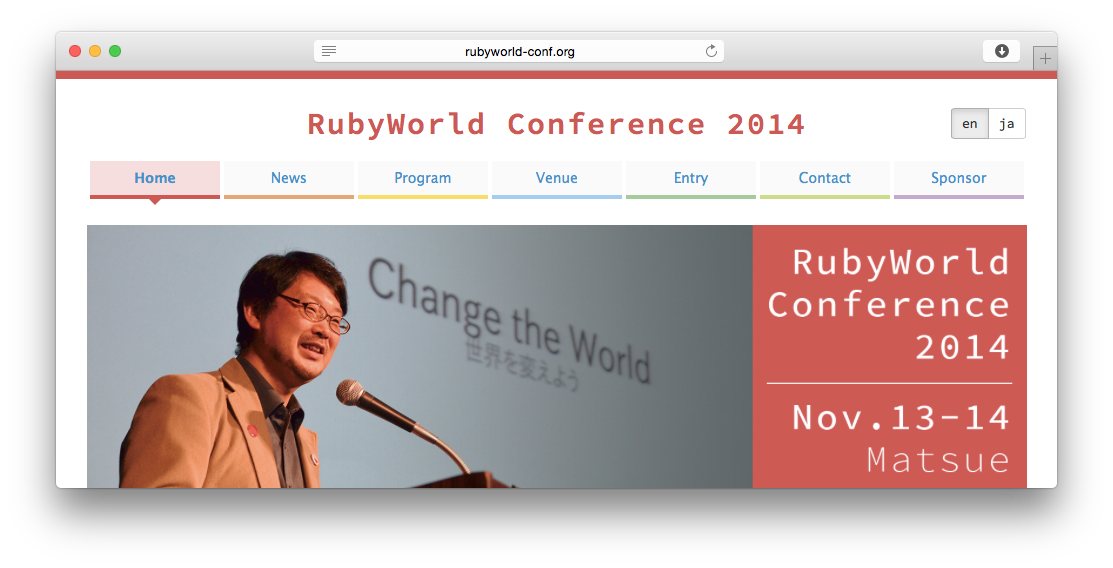 rubyworld-conf.org
RubyWorld Conference 2014
en ja
Home News Program Venue Entry Contact Sponsor
Change the World
世界を変えよう
RubyWorld
Conference
2014
Nov.13-14
Matsue